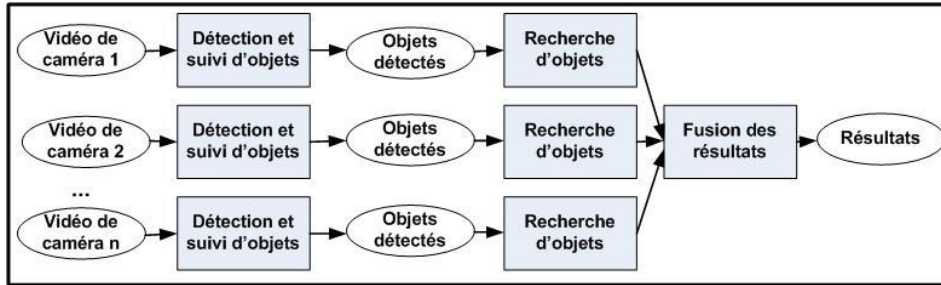 Vidéo de
caméra 1
Détection et
suivi d'objets
Objets
détectés
Recherche
d'objets
Vidéo de
caméra 2
Détection et
suivi d'objets
Objets
détectés
Recherche
d'objets
Fusion des
résultats
Résultats
...
Vidéo de
caméra n
Détection et
suivi d'objets
Objets
détectés
Recherche
d'objets